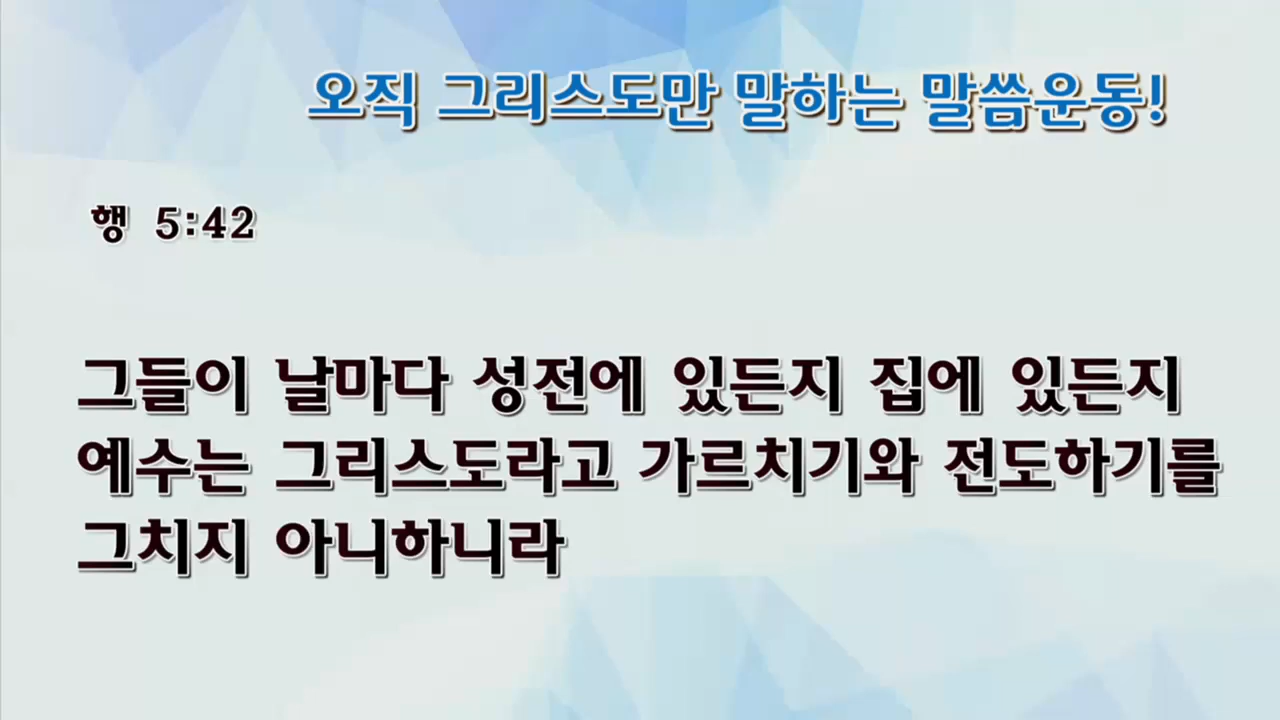 오직 그리스도만 말하는 말씀운동!
행 5:42
그들이 날마다 성전에 있든지 집에 있든지
예수는 그리스도라고 가르치기와 전도하기를
그치지 아니하니라